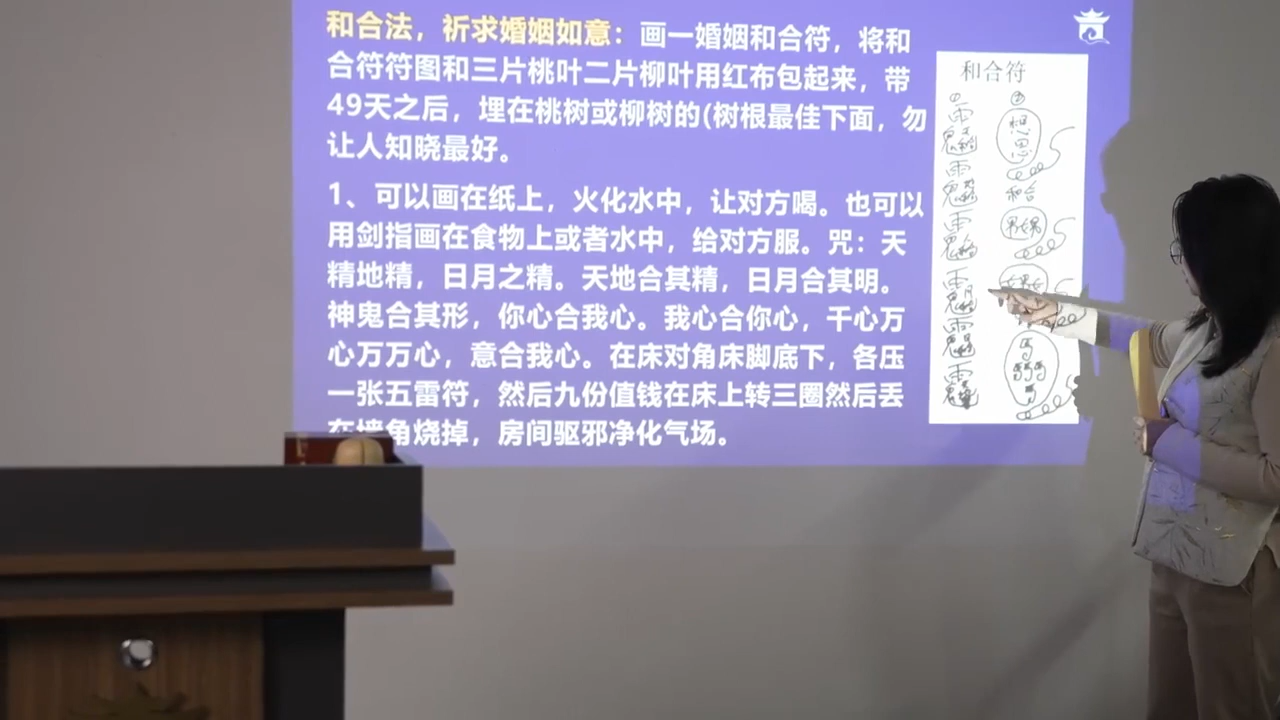 和合法，祈求婚姻如意：画一婚姻和合符，将和
合符符图和三片桃叶二片柳叶用红布包起来，带
49天之后，埋在桃树或柳树的(树根最佳下面，勿
让人知晓最好。
1、可以画在纸上，火化水中，让对方喝。也可以
用剑指画在食物上或者水中，给对方服。咒：天
精地精，日月之精。天地合其精，日月合其明。
神鬼合其形，你心合我心。我心合你心，千心万
心万万心，意合我心。在床对角床脚底下，各压
一张五雷符，然后九份值钱在床上转三圈然后丢
在墙角烧掉，房间驱邪净化气场。
和合符
① ②
想思
和合